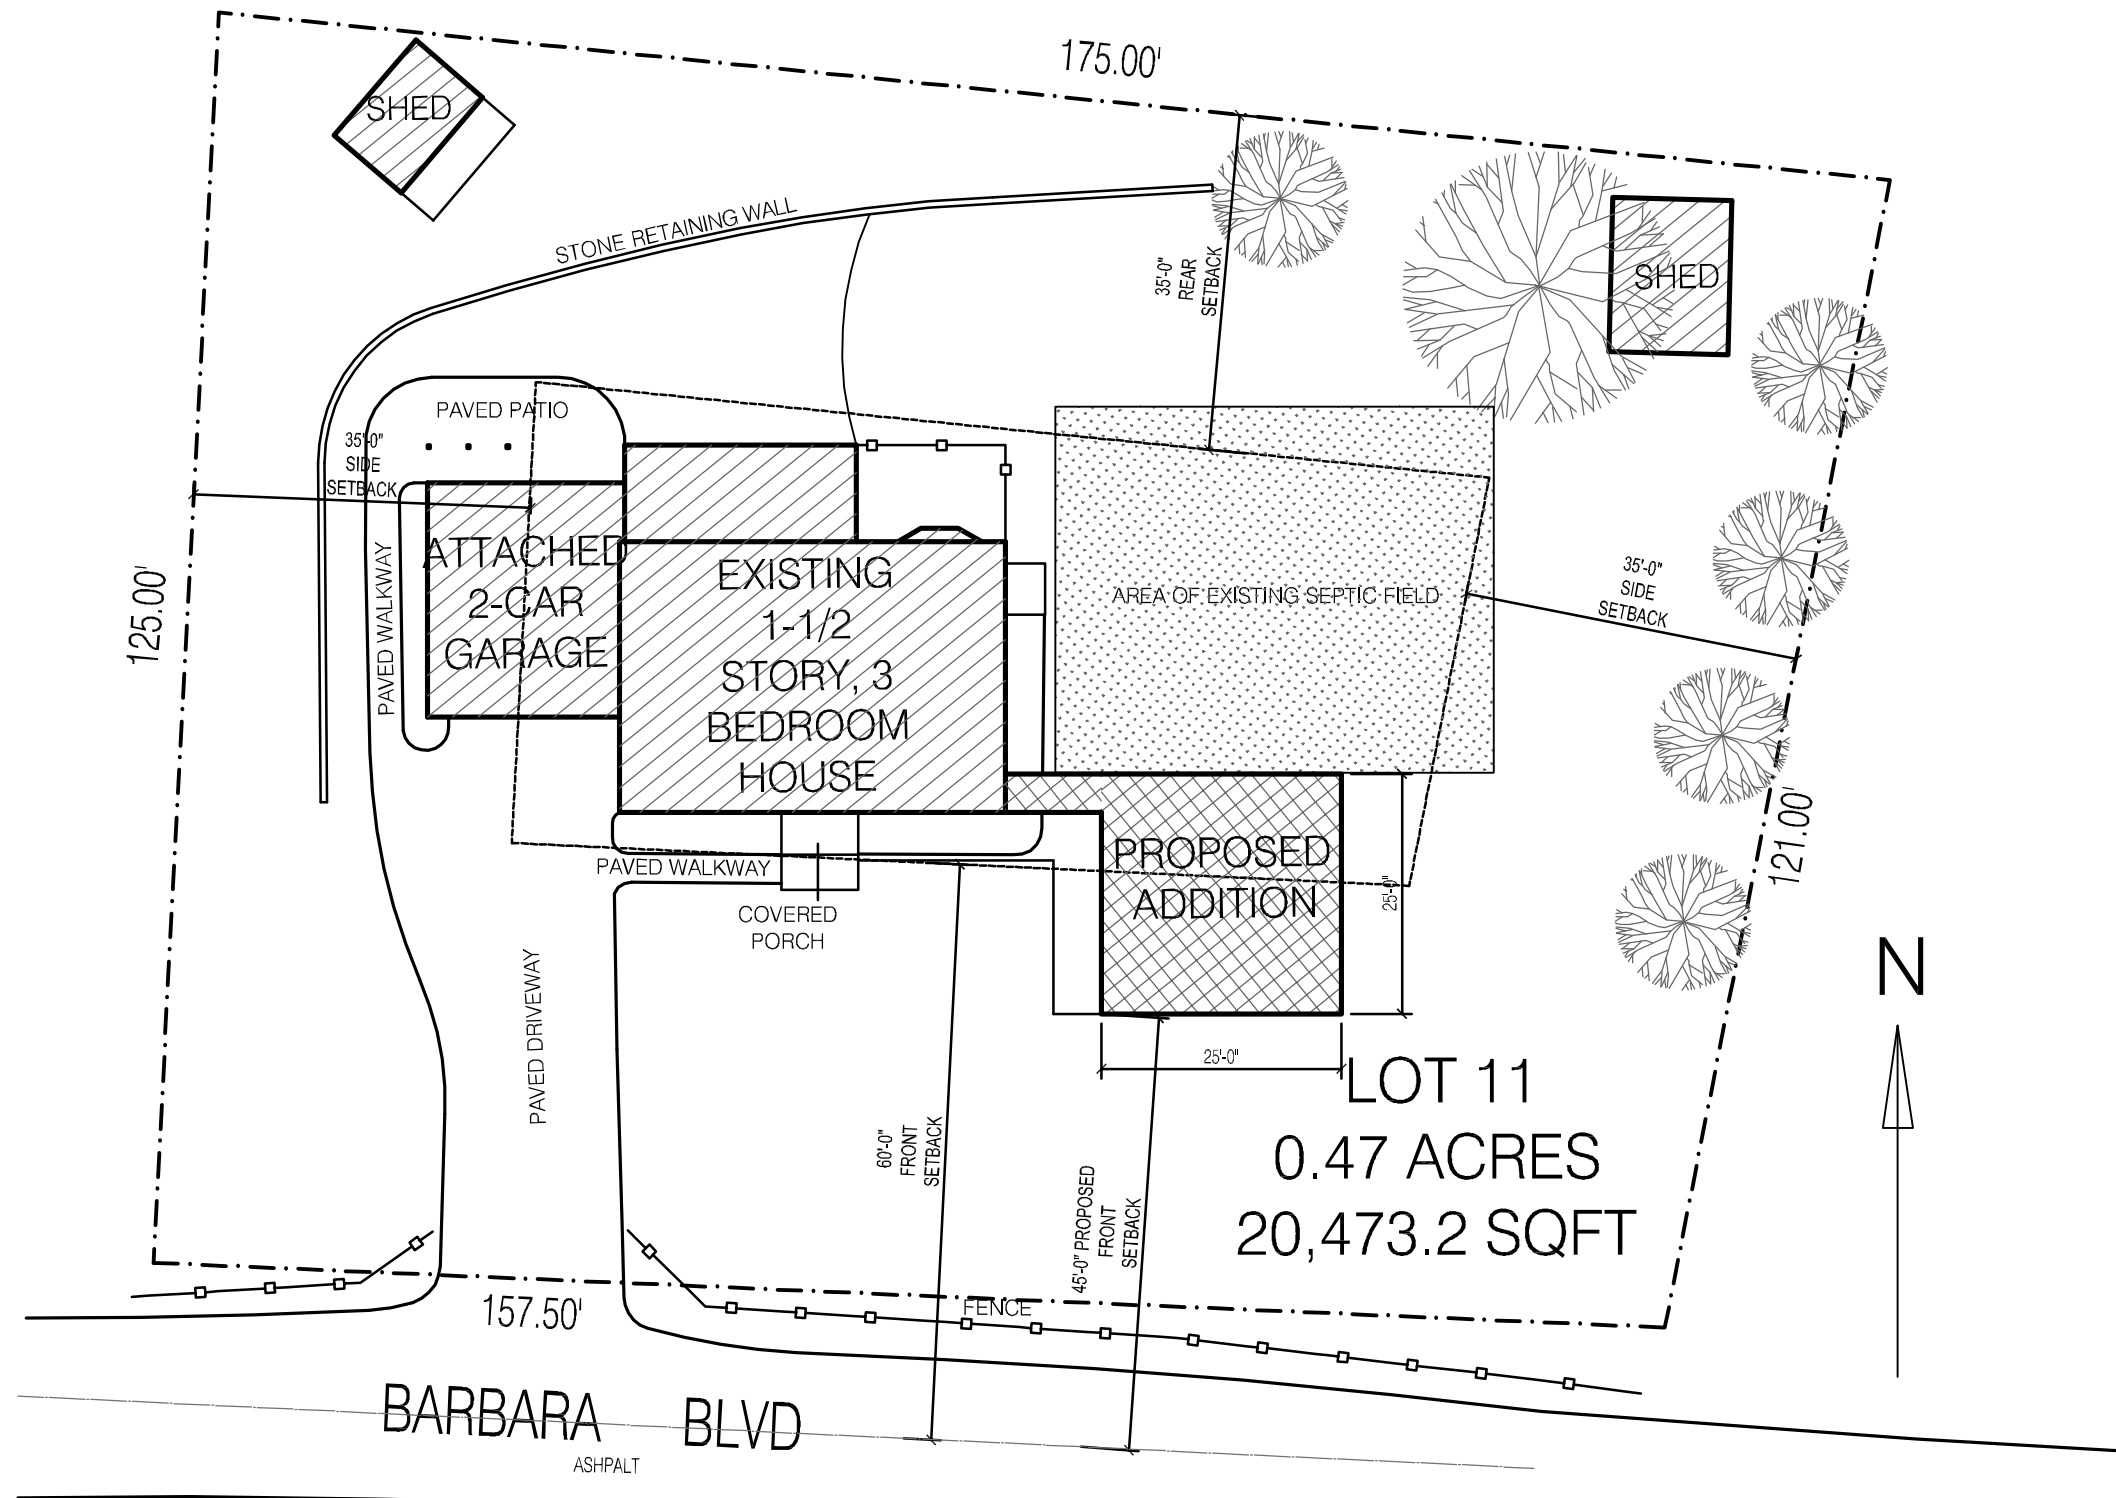 175.00'
SHED
STONE RETAINING WALL
35'-0"
REAR
SETBACK
SHED
PAVED PATIO
35'-0"
SIDE
SETBACK
125.00'
PAVED WALKWAY
ATTACHED
2-CAR
GARAGE
EXISTING
1-1/2
STORY, 3
BEDROOM
HOUSE
AREA OF EXISTING SEPTIC FIELD
35'-0"
SIDE
SETBACK
121.00'
PAVED WALKWAY
COVERED
PORCH
PROPOSED
ADDITION
25'-0"
25'-0"
N
PAVED DRIVEWAY
60'-0"
FRONT
SETBACK
45'-0" PROPOSED
FRONT
SETBACK
LOT 11
0.47 ACRES
20,473.2 SQFT
157.50'
FENCE
BARBARA BLVD
ASHPALT